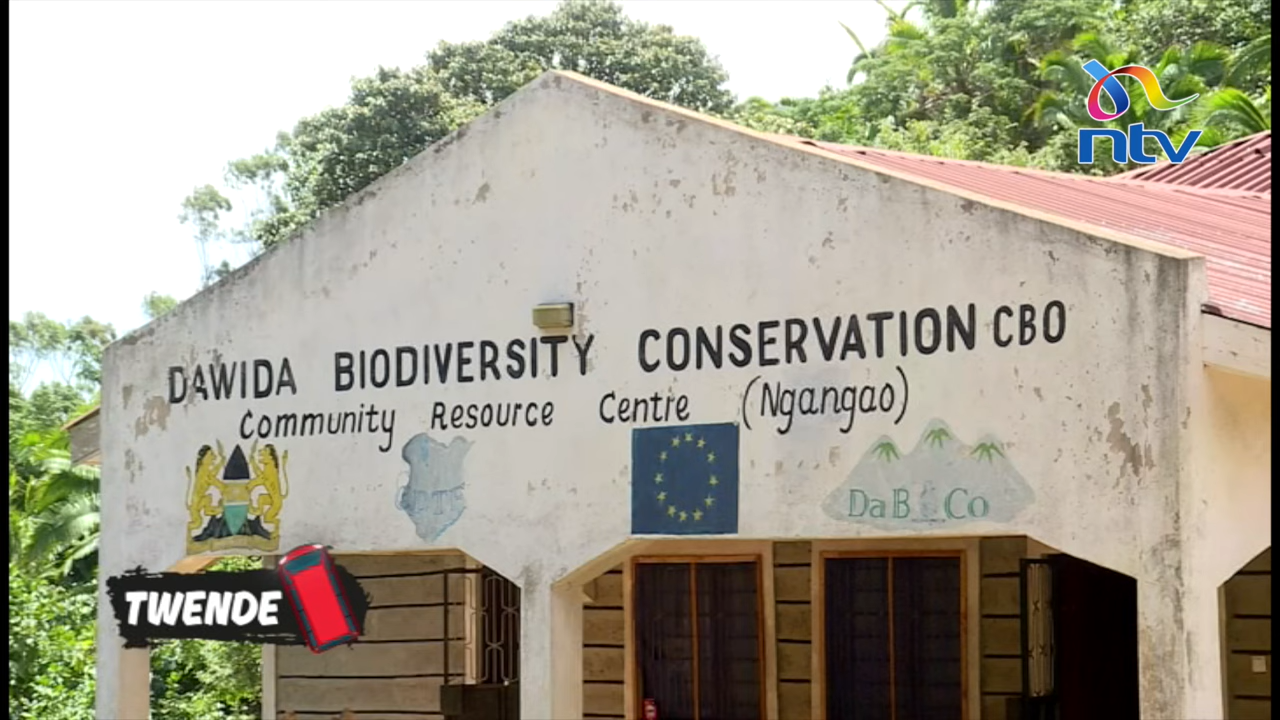 ntv
DAWIDA BIODIVERSITY CONSERVATION CBO
Community Resource Centre (Ngangao)
DaB Co
TWENDE